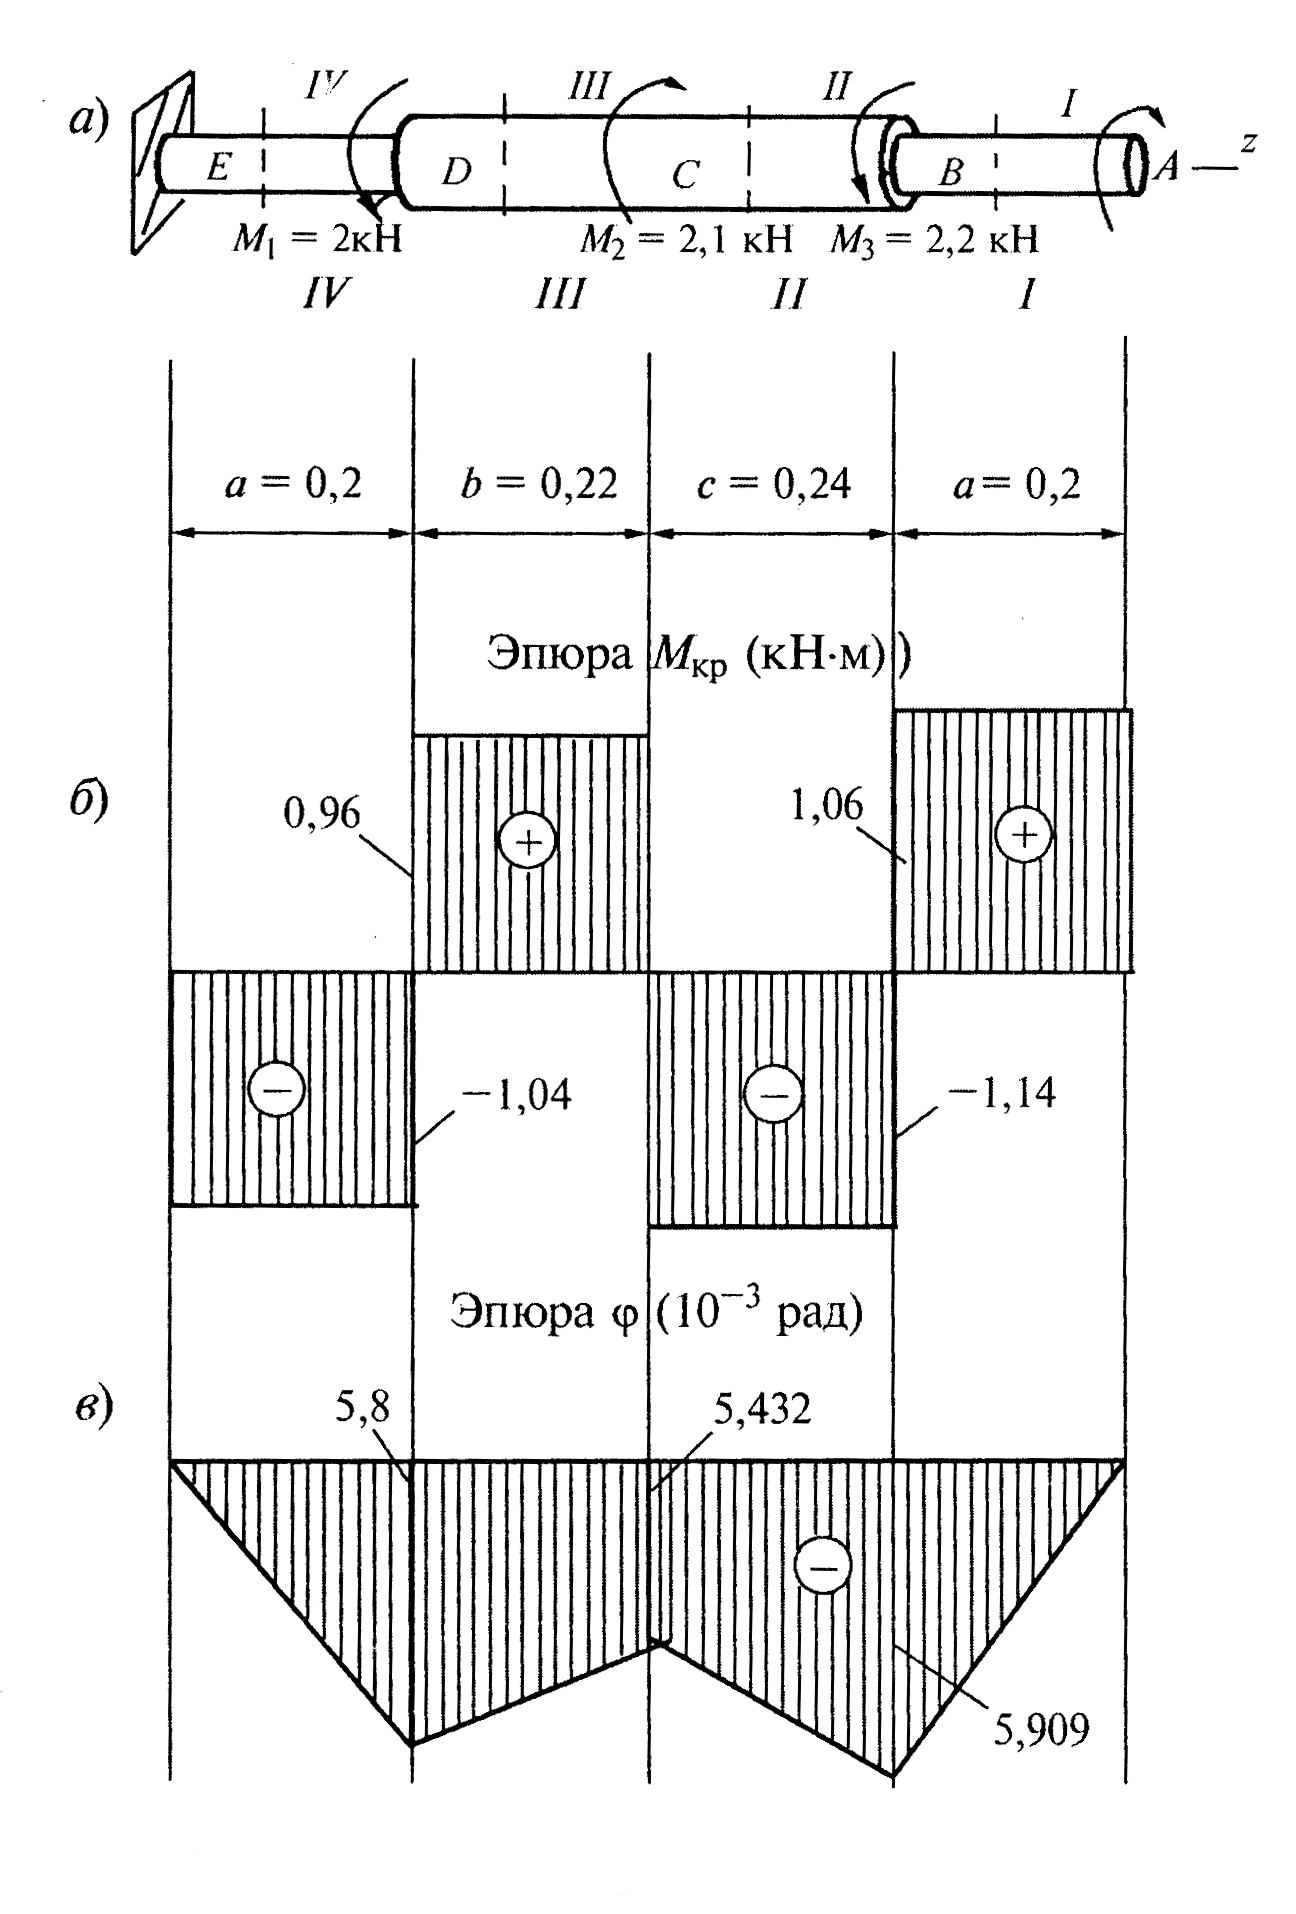 а)
IV III II I
E D C B A z
M₁ = 2кН M₂ = 2,1 кН M₃ = 2,2 кН
IV III II I
a = 0,2 b = 0,22 c = 0,24 a = 0,2
Эпюра Mкр (кН·м))
б)
0,96 + 1,06 +
− −1,04 − −1,14
Эпюра φ (10⁻³ рад)
в)
5,8 5,432
−
5,909